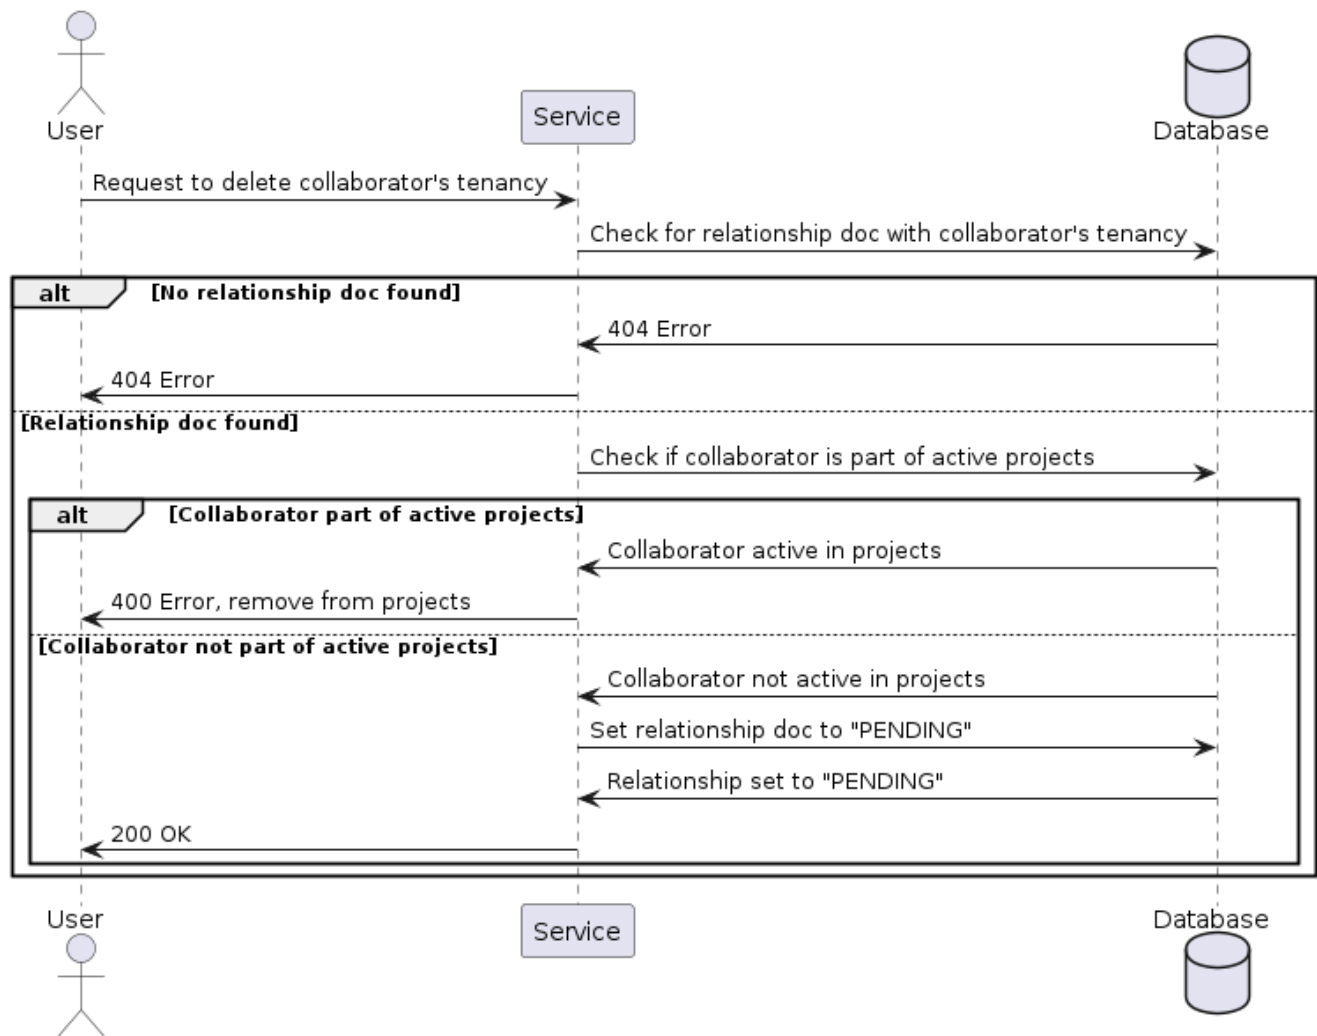 User
Service
Database
Request to delete collaborator's tenancy
Check for relationship doc with collaborator's tenancy
alt [No relationship doc found]
404 Error
404 Error
[Relationship doc found]
Check if collaborator is part of active projects
alt [Collaborator part of active projects]
Collaborator active in projects
400 Error, remove from projects
[Collaborator not part of active projects]
Collaborator not active in projects
Set relationship doc to "PENDING"
Relationship set to "PENDING"
200 OK
User
Service
Database